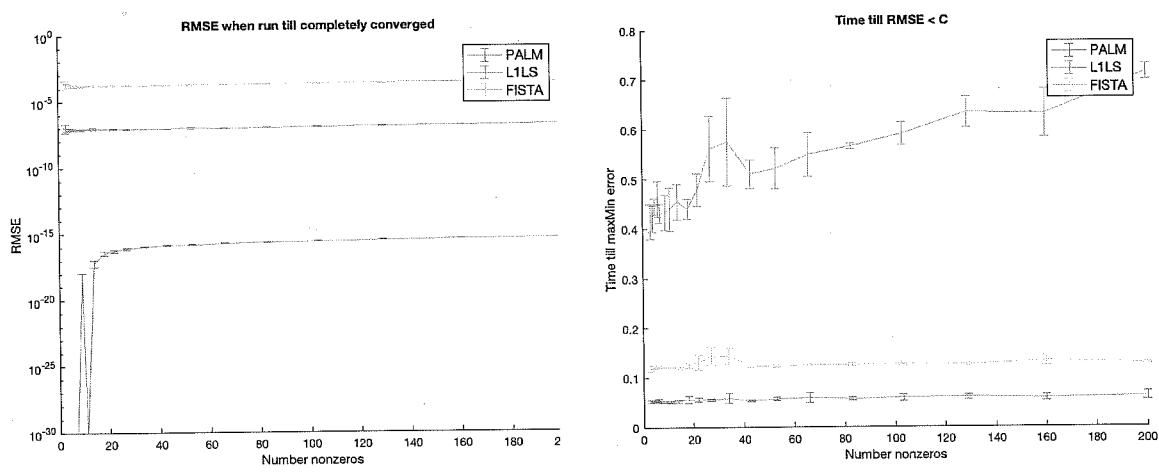 RMSE when run till completely converged
10^0
10^-5
10^-10
10^-15
10^-20
10^-25
10^-30
RMSE
PALM
L1LS
FISTA
0 20 40 60 80 100 120 140 160 180 2
Number nonzeros
Time till RMSE < C
0.8
0.7
0.6
0.5
0.4
0.3
0.2
0.1
0
Time till maxMin error
PALM
L1LS
FISTA
0 20 40 60 80 100 120 140 160 180 200
Number nonzeros